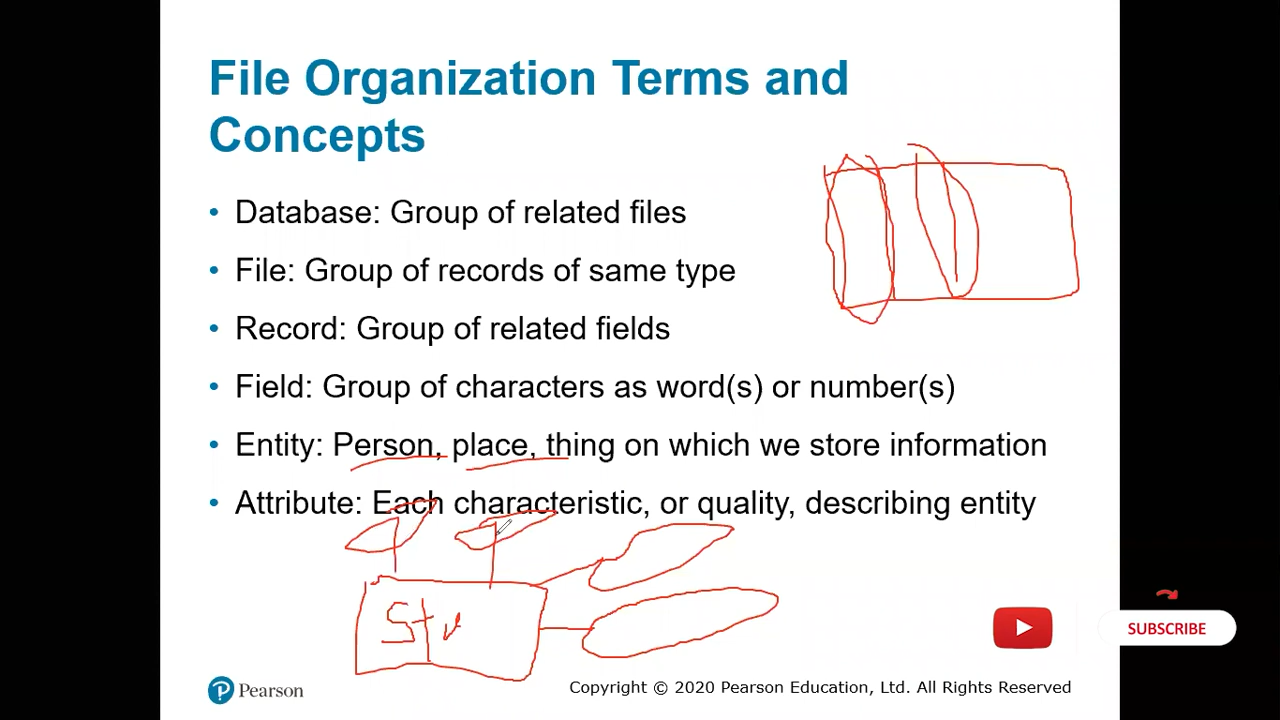 File Organization Terms and
Concepts
• Database: Group of related files
• File: Group of records of same type
• Record: Group of related fields
• Field: Group of characters as word(s) or number(s)
• Entity: Person, place, thing on which we store information
• Attribute: Each characteristic, or quality, describing entity
Stu
SUBSCRIBE
P Pearson
Copyright © 2020 Pearson Education, Ltd. All Rights Reserved